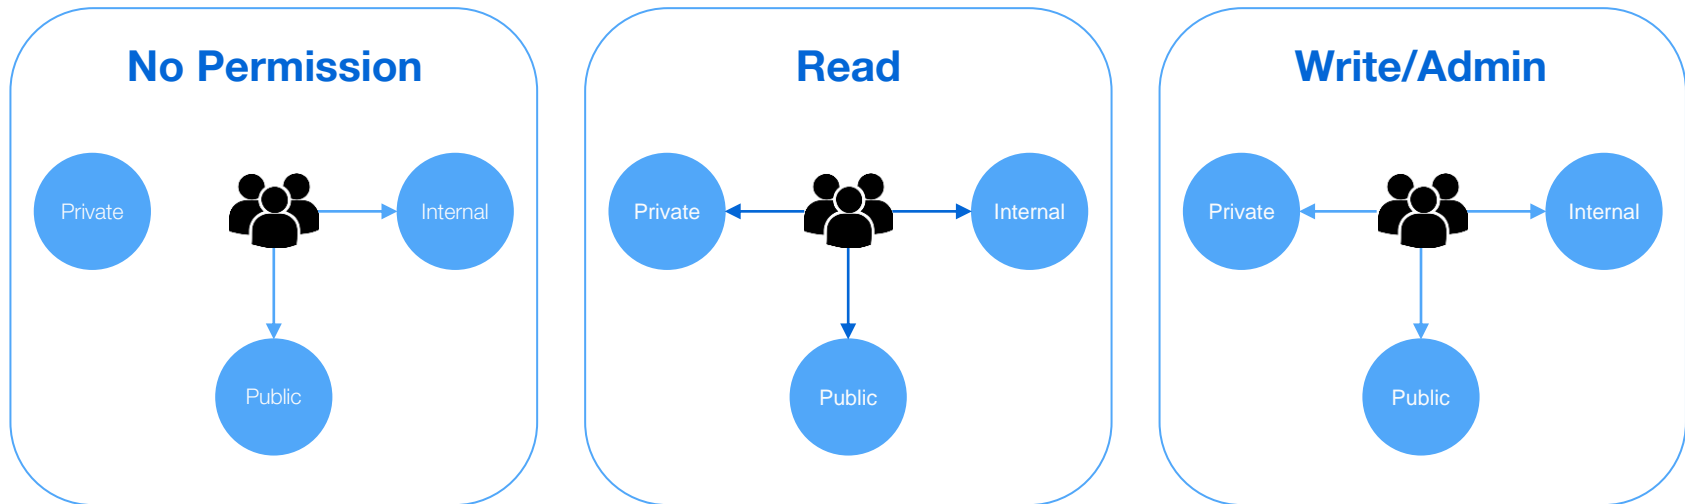 No Permission
Private
Internal
Public
Read
Private
Internal
Public
Write/Admin
Private
Internal
Public